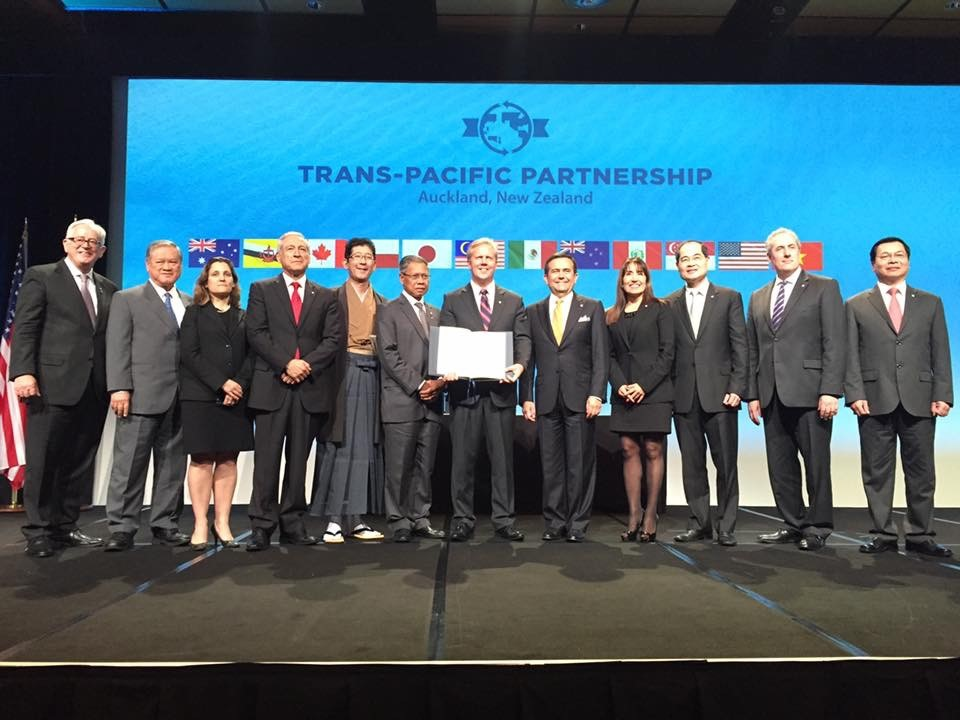 TRANS-PACIFIC PARTNERSHIP
Auckland, New Zealand